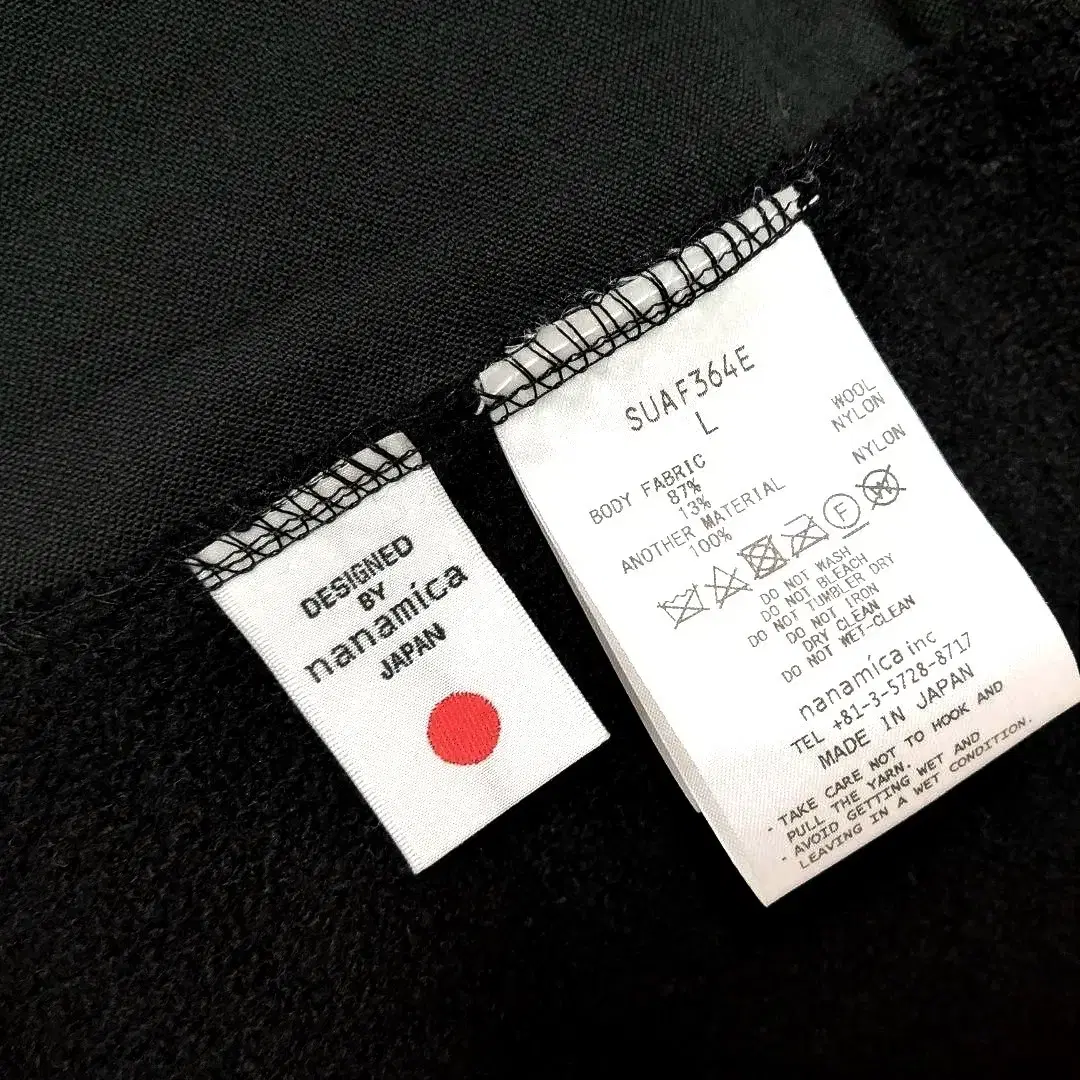 DESIGNED
BY
nanamica
JAPAN
SUAF364E
L
BODY FABRIC
87% WOOL
13% NYLON
ANOTHER MATERIAL
100% NYLON
F
W
DO NOT WASH
DO NOT BLEACH
DO NOT TUMBLER DRY
DO NOT IRON
DRY CLEAN
DO NOT WET-CLEAN
nanamica inc
TEL +81-3-5728-8717
MADE IN JAPAN
- TAKE CARE NOT TO HOOK AND
PULL THE YARN.
- AVOID GETTING WET AND
LEAVING IN A WET CONDITION.